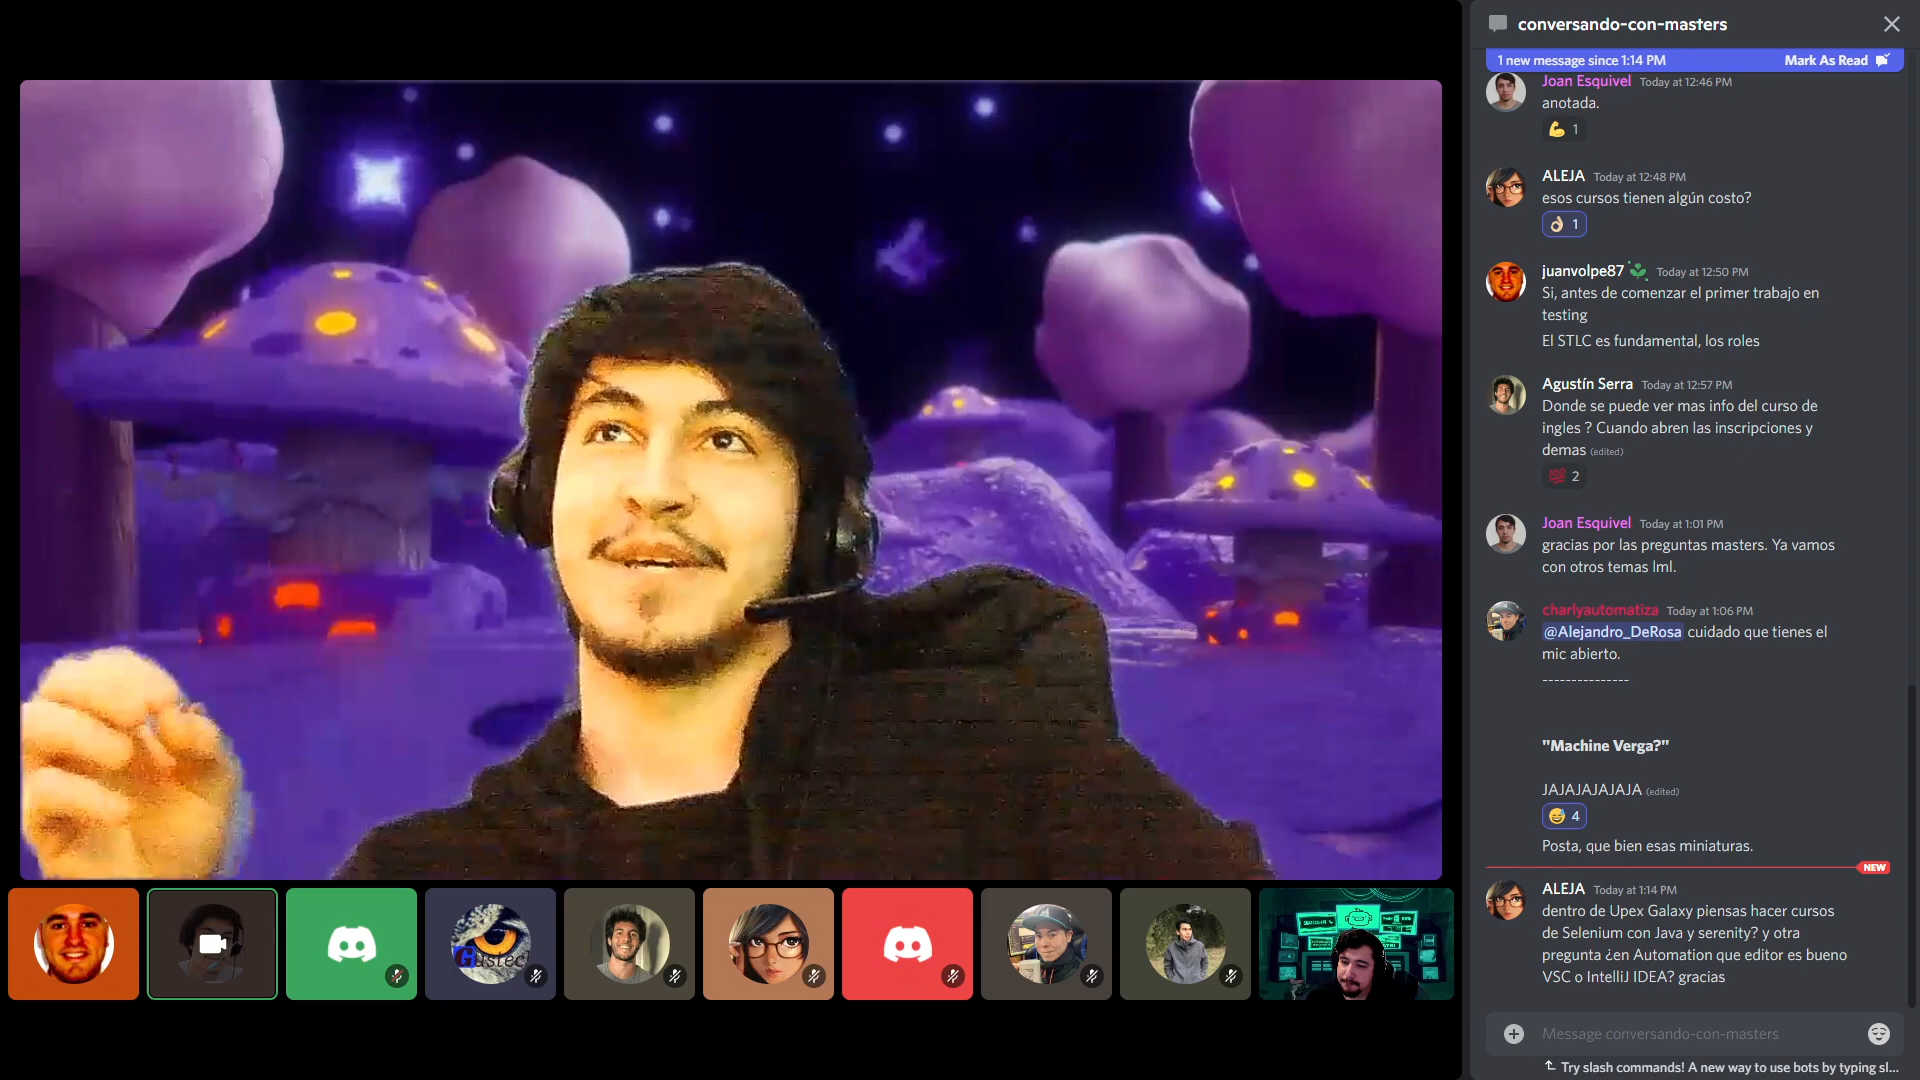 conversando-con-masters
1 new message since 1:14 PM
Mark As Read
Joan Esquivel Today at 12:46 PM
anotada.
1
ALEJA Today at 12:48 PM
esos cursos tienen algún costo?
1
juanvolpe87 Today at 12:50 PM
Si, antes de comenzar el primer trabajo en
testing
El STLC es fundamental, los roles
Agustín Serra Today at 12:57 PM
Donde se puede ver mas info del curso de
ingles ? Cuando abren las inscripciones y
demas (edited)
2
Joan Esquivel Today at 1:01 PM
gracias por las preguntas masters. Ya vamos
con otros temas lml.
charlyautomatiza Today at 1:06 PM
@Alejandro_DeRosa cuidado que tienes el
mic abierto.
---------------
"Machine Verga?"
JAJAJAJAJAJA (edited)
4
Posta, que bien esas miniaturas.
NEW
ALEJA Today at 1:14 PM
dentro de Upex Galaxy piensas hacer cursos
de Selenium con Java y serenity? y otra
pregunta ¿en Automation que editor es bueno
VSC o IntelliJ IDEA? gracias
Message conversando-con-masters
Try slash commands! A new way to use bots by typing sl...